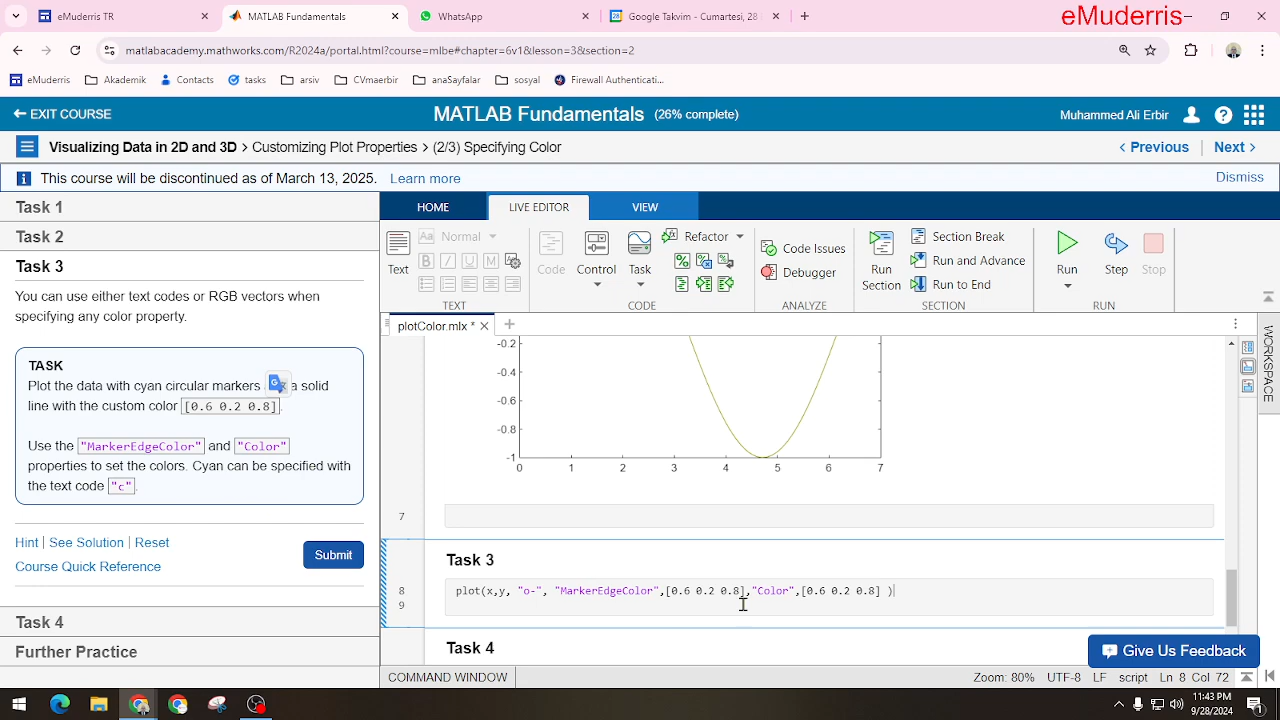 eMuderris TR
MATLAB Fundamentals
WhatsApp
Google Takvim - Cumartesi, 28
eMuderris
matlabacademy.mathworks.com/R2024a/portal.html?course=mlbe#chapter=6v1&lesson=3&section=2
eMuderris
Akademik
Contacts
tasks
arsiv
CVmaerbir
anaSayfalar
sosyal
Firewall Authenticati...
EXIT COURSE
MATLAB Fundamentals (26% complete)
Muhammed Ali Erbir
Visualizing Data in 2D and 3D > Customizing Plot Properties > (2/3) Specifying Color
< Previous
Next >
This course will be discontinued as of March 13, 2025. Learn more
Dismiss
Task 1
Task 2
Task 3
You can use either text codes or RGB vectors when
specifying any color property.
TASK
Plot the data with cyan circular markers a solid
line with the custom color [0.6 0.2 0.8].
Use the "MarkerEdgeColor" and "Color"
properties to set the colors. Cyan can be specified with
the text code "c".
Hint | See Solution | Reset
Submit
Course Quick Reference
Task 4
Further Practice
HOME
LIVE EDITOR
VIEW
Text
Aa Normal
B I U M
TEXT
Code
Control
Task
Refactor
CODE
Code Issues
Debugger
ANALYZE
Run
Section
Section Break
Run and Advance
Run to End
SECTION
Run
Step
Stop
RUN
plotColor.mlx *
WORKSPACE
-0.2
-0.4
-0.6
-0.8
-1
0 1 2 3 4 5 6 7
7
Task 3
8 plot(x,y, "o-", "MarkerEdgeColor",[0.6 0.2 0.8],"Color",[0.6 0.2 0.8] )
9
Task 4
Give Us Feedback
COMMAND WINDOW
Zoom: 80% UTF-8 LF script Ln 8 Col 72
11:43 PM
9/28/2024